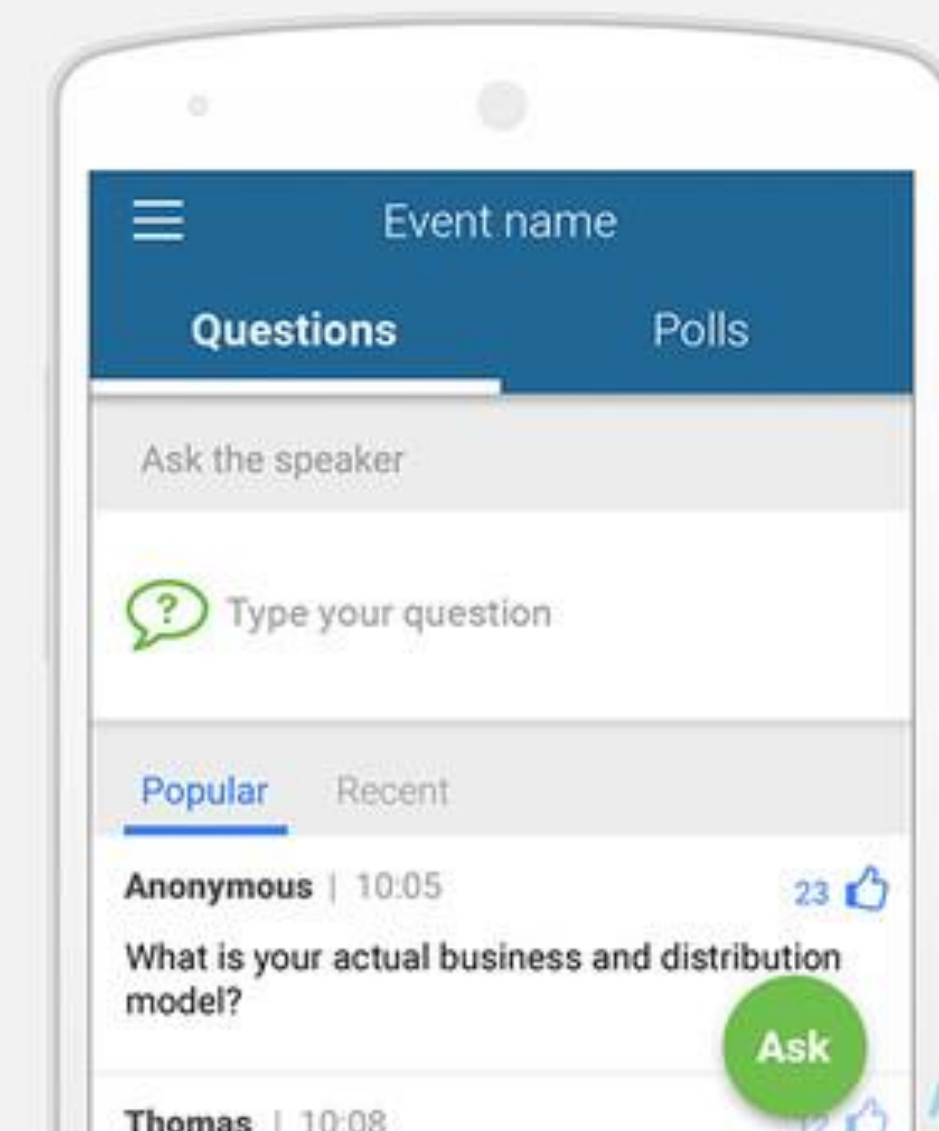 Event name
Questions Polls
Ask the speaker
? Type your question
Popular Recent
Anonymous | 10:05 23
What is your actual business and distribution
model?
Ask
Thomas | 10:08 12